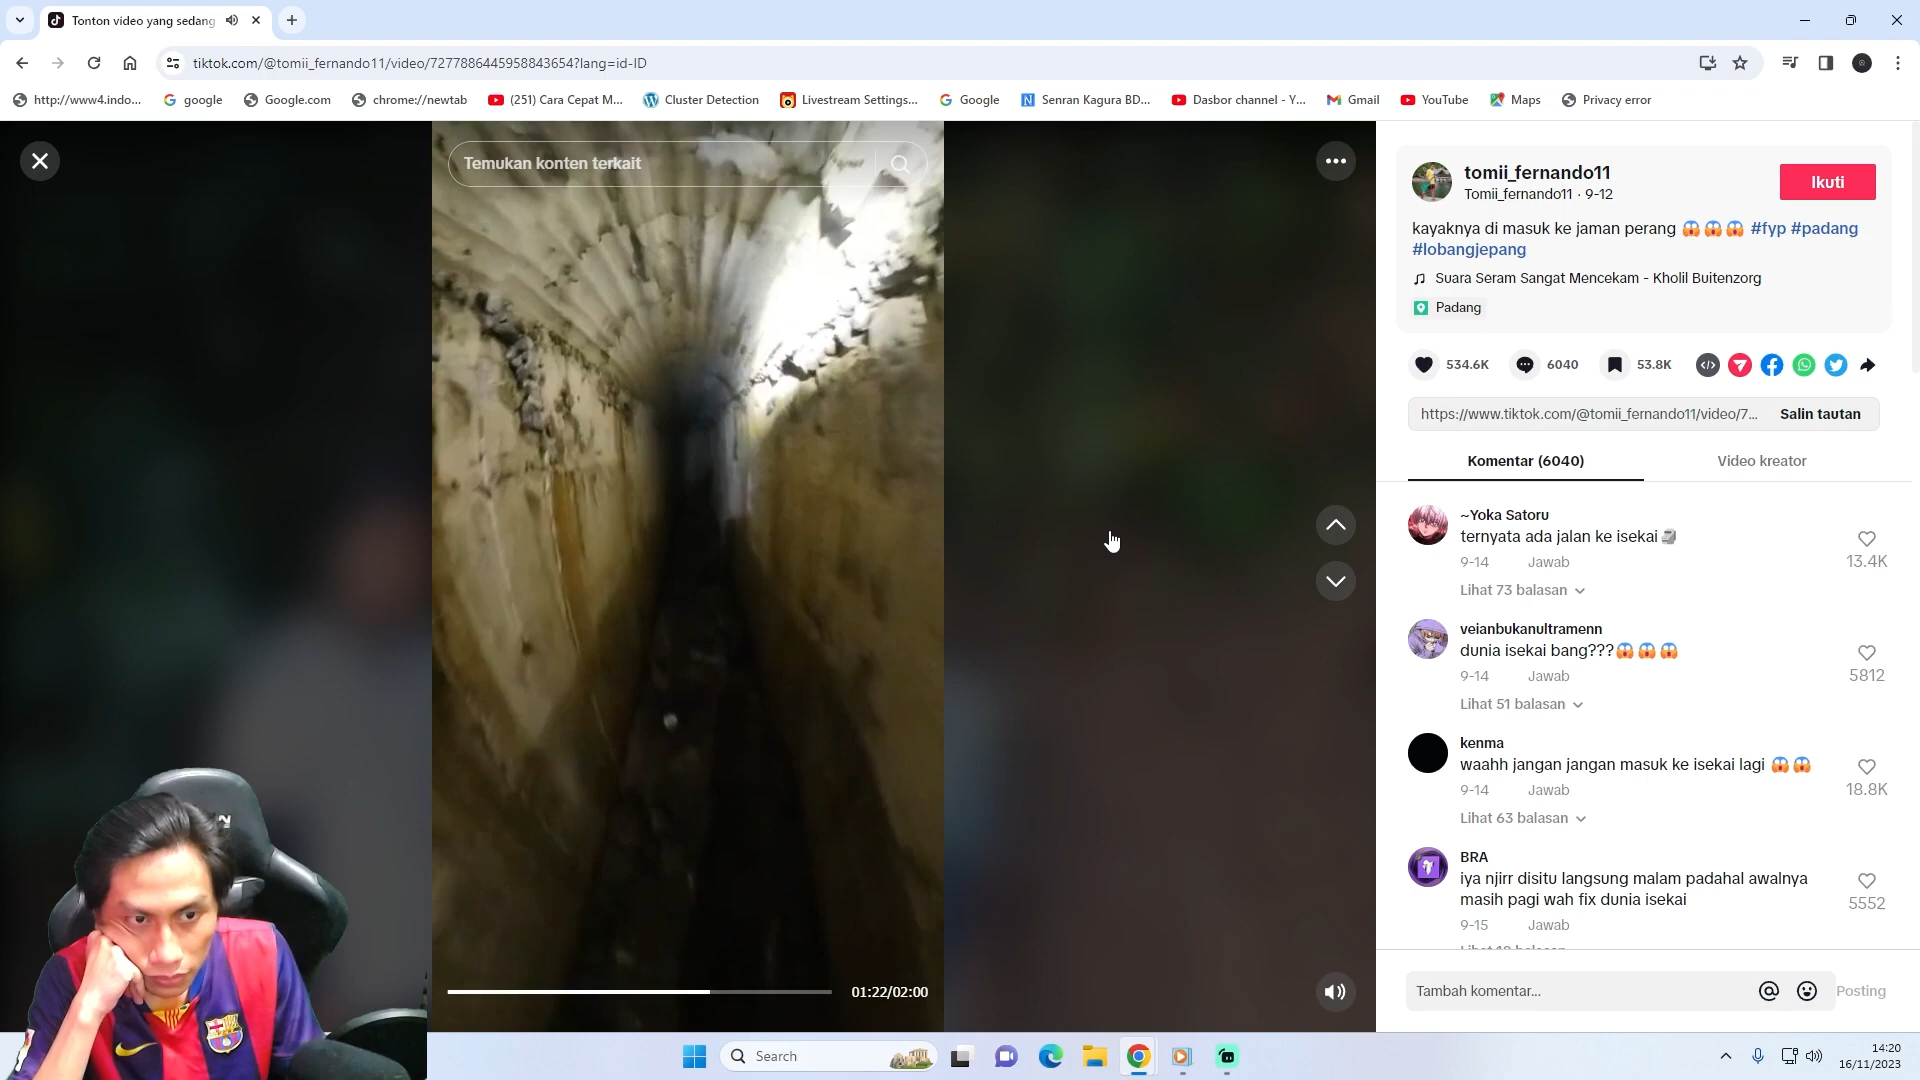 Tonton video yang sedang
tiktok.com/@tomii_fernando11/video/7277886445958843654?lang=id-ID
http://www4.indo...
google
Google.com
chrome://newtab
(251) Cara Cepat M...
Cluster Detection
Livestream Settings...
Google
Senran Kagura BD...
Dasbor channel - Y...
Gmail
YouTube
Maps
Privacy error
Temukan konten terkait
01:22/02:00
tomii_fernando11
Tomii_fernando11 · 9-12
Ikuti
kayaknya di masuk ke jaman perang 😱😱😱 #fyp #padang
#lobangjepang
Suara Seram Sangat Mencekam - Kholil Buitenzorg
Padang
534.6K
6040
53.8K
https://www.tiktok.com/@tomii_fernando11/video/7...
Salin tautan
Komentar (6040)
Video kreator
~Yoka Satoru
ternyata ada jalan ke isekai🗿
9-14 Jawab
13.4K
Lihat 73 balasan
veianbukanultramenn
dunia isekai bang???😱😱😱
9-14 Jawab
5812
Lihat 51 balasan
kenma
waahh jangan jangan masuk ke isekai lagi 😱😱
9-14 Jawab
18.8K
Lihat 63 balasan
BRA
iya njirr disitu langsung malam padahal awalnya
masih pagi wah fix dunia isekai
9-15 Jawab
5552
Tambah komentar...
Posting
Search
14:20
16/11/2023